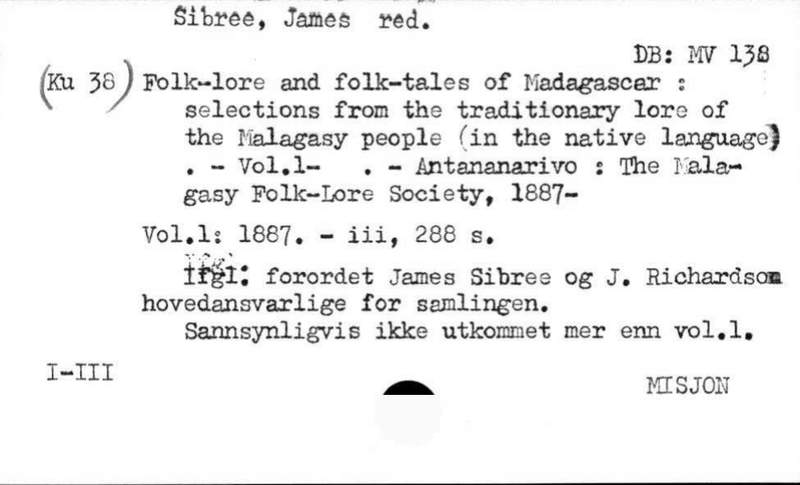 Sibree, James red.
DB: MV 138
(Ku 38) Folk-lore and folk-tales of Madagascar :
selections from the traditionary lore of
the Malagasy people (in the native language)
. - Vol.1- . - Antananarivo : The Mala-
gasy Folk-Lore Society, 1887-
Vol.1: 1887. - iii, 288 s.
Ifgl: forordet James Sibree og J. Richardson
hovedansvarlige for samlingen.
Sannsynligvis ikke utkommet mer enn vol.1.
I-III
MISJON